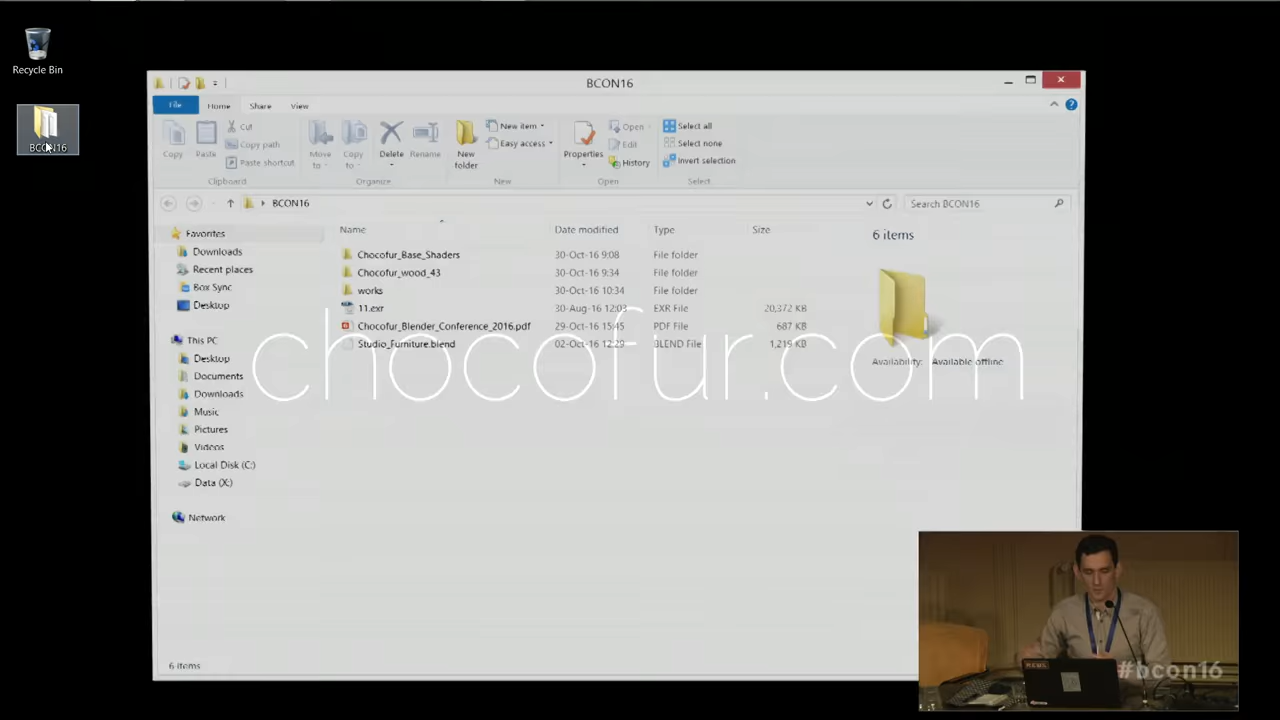 Recycle Bin
BCON16
BCON16
File Home Share View
Copy
Paste
Cut
Copy path
Paste shortcut
Clipboard
Move to
Copy to
Delete
Rename
Organize
New folder
New item
Easy access
New
Properties
Open
Edit
History
Open
Select all
Select none
Invert selection
Select
BCON16
Search BCON16
Favorites
Downloads
Recent places
Box Sync
Desktop
This PC
Desktop
Documents
Downloads
Music
Pictures
Videos
Local Disk (C:)
Data (X:)
Network
Name Date modified Type Size
Chocofur_Base_Shaders 30-Oct-16 9:08 File folder
Chocofur_wood_43 30-Oct-16 9:34 File folder
works 30-Oct-16 10:34 File folder
11.exr 30-Aug-16 12:03 EXR File 20,372 KB
Chocofur_Blender_Conference_2016.pdf 29-Oct-16 15:45 PDF File 687 KB
Studio_Furniture.blend 02-Oct-16 12:29 BLEND File 1,219 KB
6 items
Availability: Available offline
chocofur.com
6 items
#bcon16